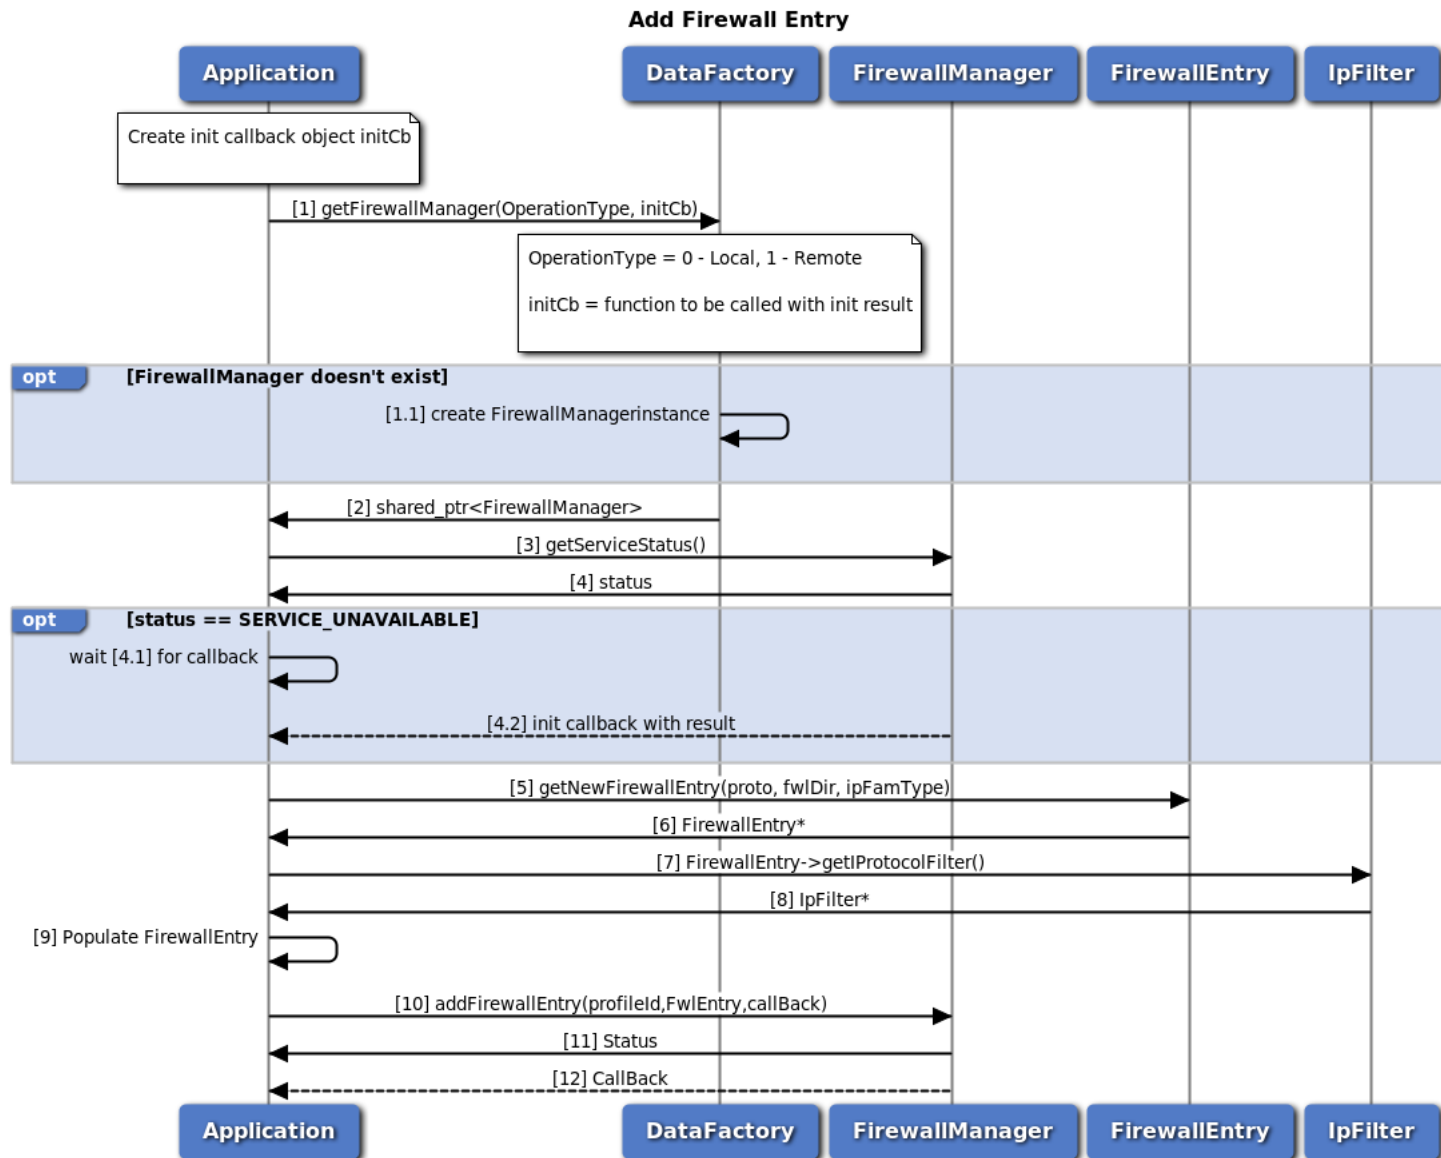 Add Firewall Entry
Application DataFactory FirewallManager FirewallEntry IpFilter
Create init callback object initCb
[1] getFirewallManager(OperationType, initCb)
OperationType = 0 - Local, 1 - Remote
initCb = function to be called with init result
opt [FirewallManager doesn't exist]
[1.1] create FirewallManagerinstance
[2] shared_ptr<FirewallManager>
[3] getServiceStatus()
[4] status
opt [status == SERVICE_UNAVAILABLE]
wait [4.1] for callback
[4.2] init callback with result
[5] getNewFirewallEntry(proto, fwlDir, ipFamType)
[6] FirewallEntry*
[7] FirewallEntry->getIProtocolFilter()
[8] IpFilter*
[9] Populate FirewallEntry
[10] addFirewallEntry(profileId,FwlEntry,callBack)
[11] Status
[12] CallBack
Application DataFactory FirewallManager FirewallEntry IpFilter